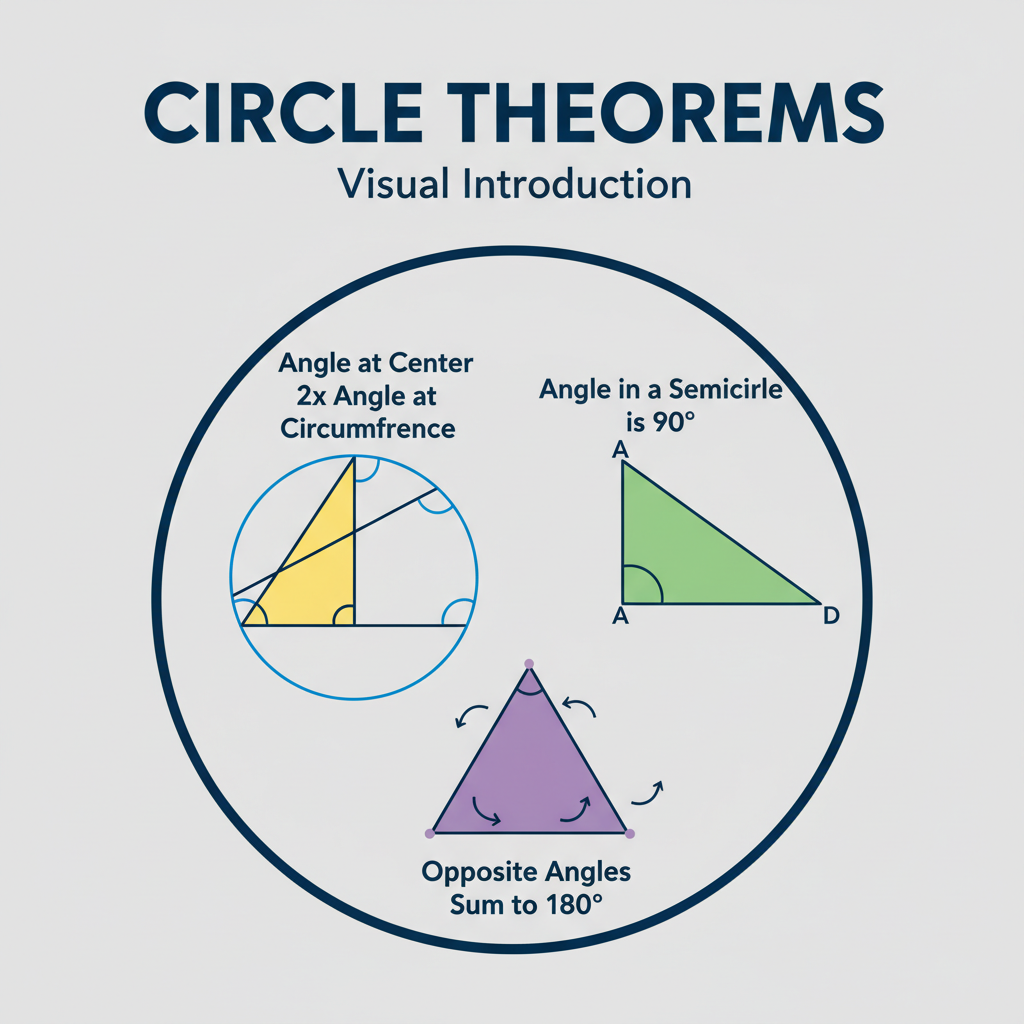 CIRCLE THEOREMS
Visual Introduction
Angle at Center
2x Angle at
Circumfrence
Angle in a Semicirle
is 90°
A
A
D
Opposite Angles
Sum to 180°